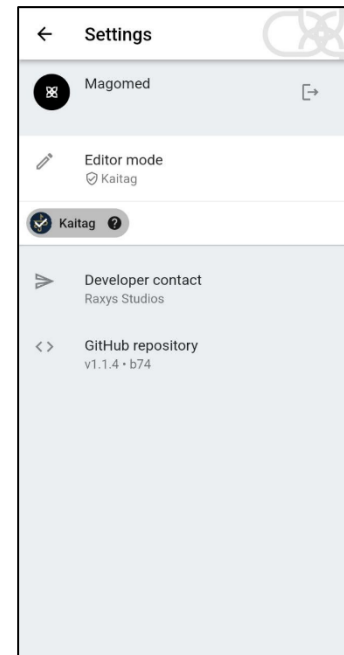 Settings
Magomed
Editor mode
Kaitag
Kaitag ?
Developer contact
Raxys Studios
GitHub repository
v1.1.4 • b74